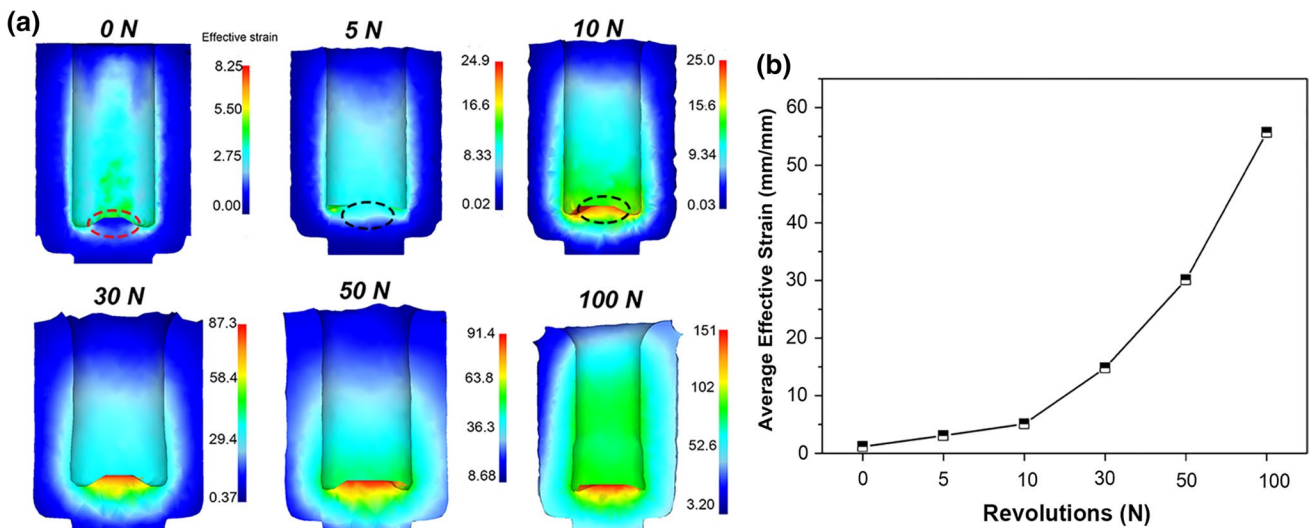 (a)
0 N
Effective strain
8.25
5.50
2.75
0.00
5 N
24.9
16.6
8.33
0.02
10 N
25.0
15.6
9.34
0.03
30 N
87.3
58.4
29.4
0.37
50 N
91.4
63.8
36.3
8.68
100 N
151
102
52.6
3.20
(b)
Average Effective Strain (mm/mm)
60
50
40
30
20
10
0
0 5 10 30 50 100
Revolutions (N)